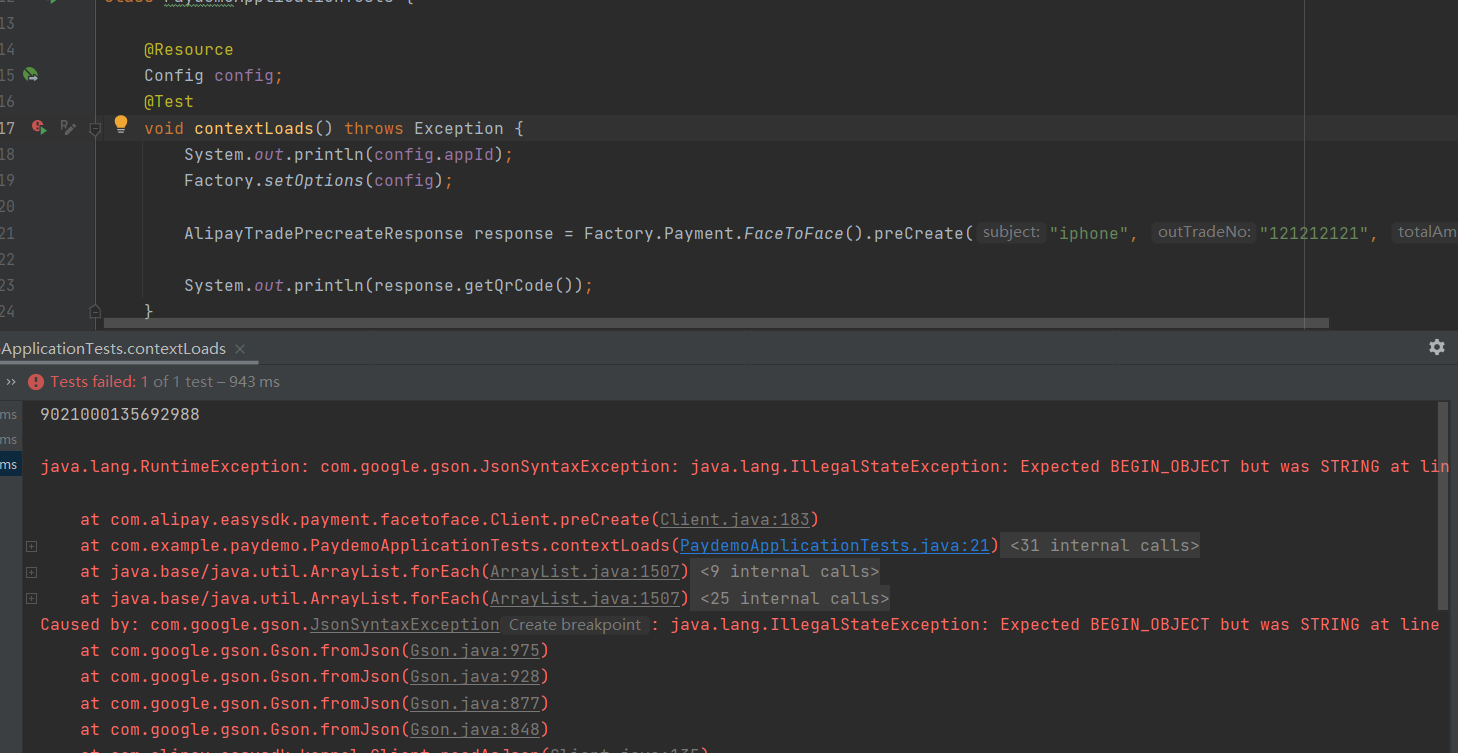 13
14 @Resource
15 Config config;
16 @Test
17 void contextLoads() throws Exception {
18 System.out.println(config.appId);
19 Factory.setOptions(config);
20
21 AlipayTradePrecreateResponse response = Factory.Payment.FaceToFace().preCreate( subject: "iphone", outTradeNo: "121212121", totalAm
22
23 System.out.println(response.getQrCode());
24 }
ApplicationTests.contextLoads ×
» Tests failed: 1 of 1 test – 943 ms
ms 9021000135692988
ms
ms java.lang.RuntimeException: com.google.gson.JsonSyntaxException: java.lang.IllegalStateException: Expected BEGIN_OBJECT but was STRING at lin
at com.alipay.easysdk.payment.facetoface.Client.preCreate(Client.java:183)
at com.example.paydemo.PaydemoApplicationTests.contextLoads(PaydemoApplicationTests.java:21) <31 internal calls>
at java.base/java.util.ArrayList.forEach(ArrayList.java:1507) <9 internal calls>
at java.base/java.util.ArrayList.forEach(ArrayList.java:1507) <25 internal calls>
Caused by: com.google.gson.JsonSyntaxException Create breakpoint : java.lang.IllegalStateException: Expected BEGIN_OBJECT but was STRING at line
at com.google.gson.Gson.fromJson(Gson.java:975)
at com.google.gson.Gson.fromJson(Gson.java:928)
at com.google.gson.Gson.fromJson(Gson.java:877)
at com.google.gson.Gson.fromJson(Gson.java:848)